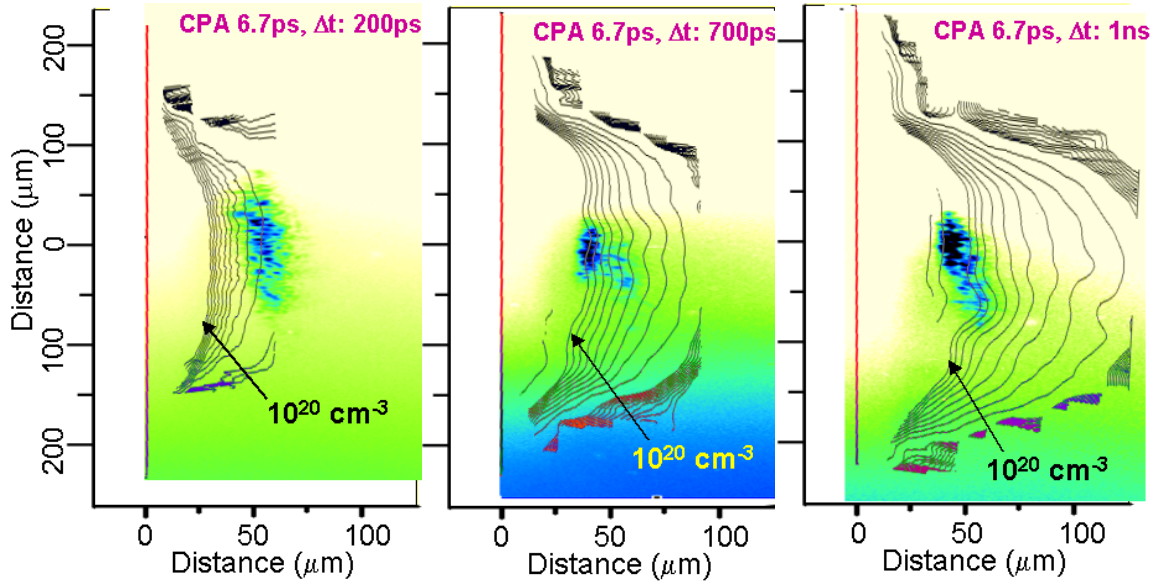 CPA 6.7ps, Δt: 200ps
CPA 6.7ps, Δt: 700ps
CPA 6.7ps, Δt: 1ns
200
100
0
100
200
Distance (μm)
10²⁰ cm⁻³
10²⁰ cm⁻³
10²⁰ cm⁻³
0 50 100
0 50 100
0 50 100
Distance (μm)
Distance (μm)
Distance (μm)